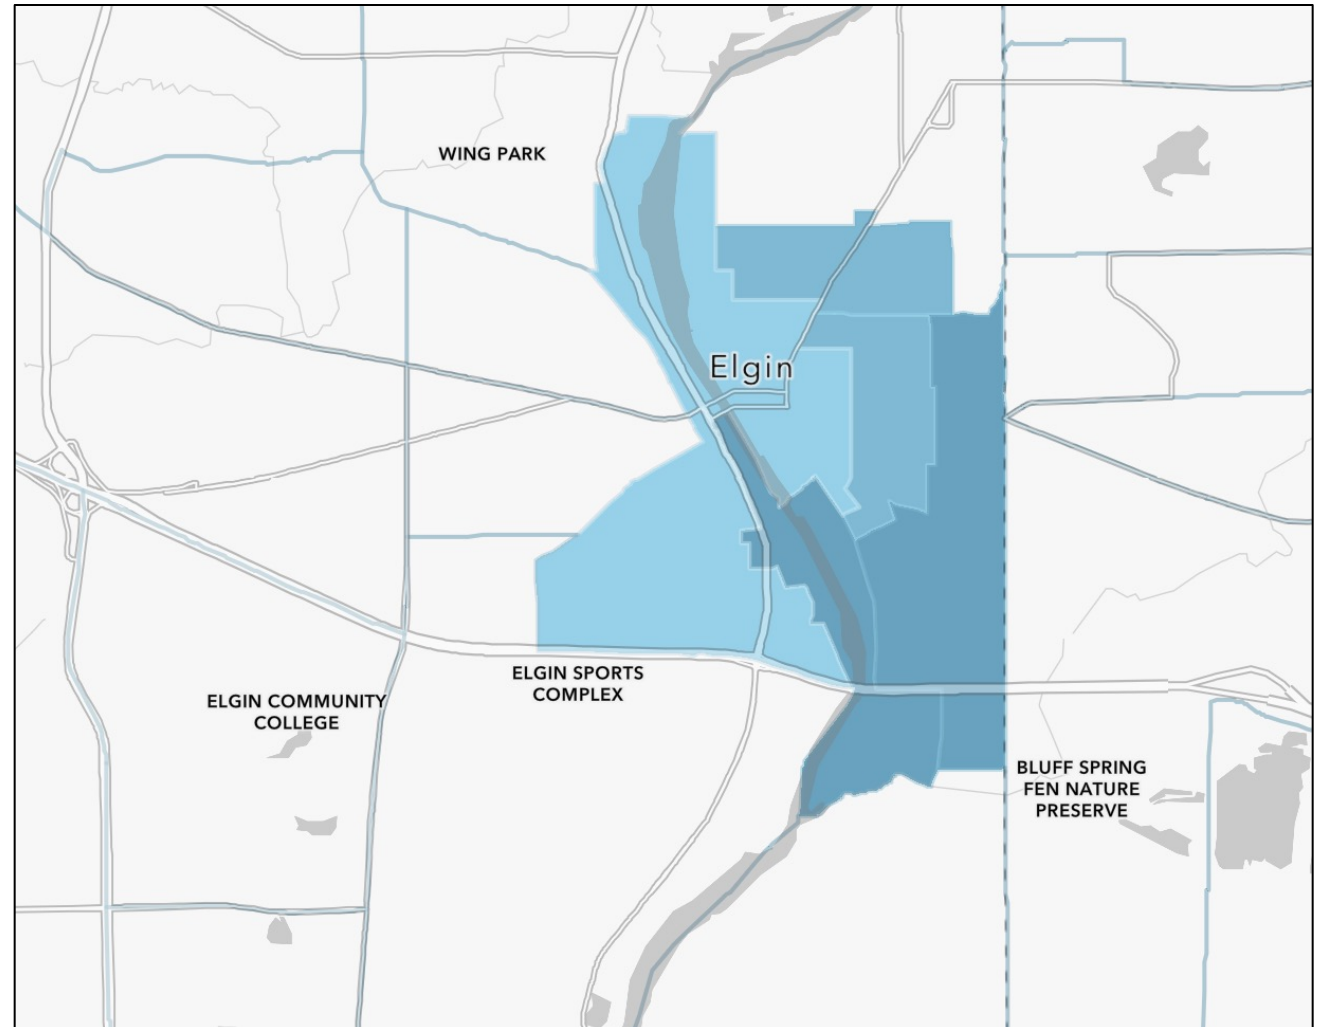 WING PARK
Elgin
ELGIN SPORTS
COMPLEX
ELGIN COMMUNITY
COLLEGE
BLUFF SPRING
FEN NATURE
PRESERVE